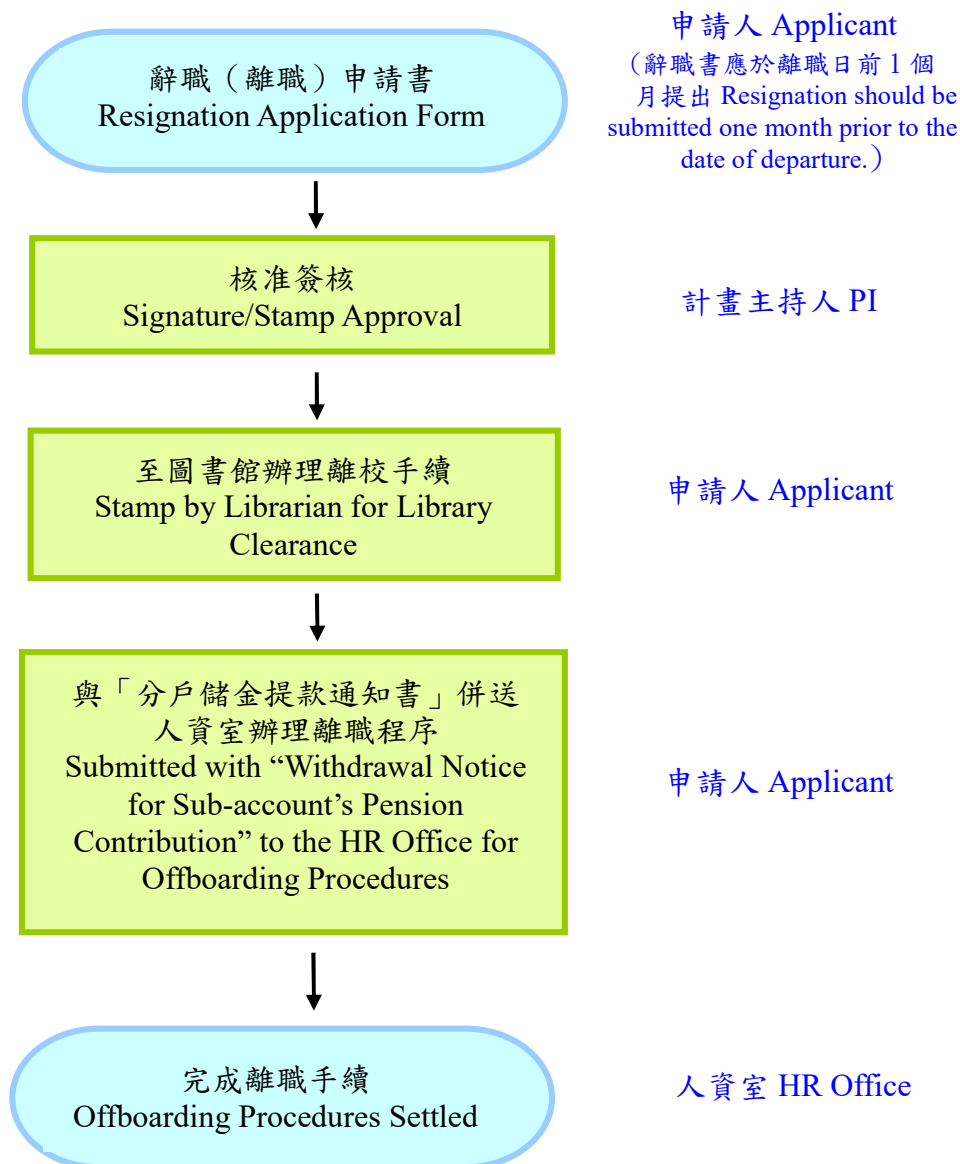 辭職（離職）申請書
Resignation Application Form
申請人 Applicant
（辭職書應於離職日前 1 個
月提出 Resignation should be
submitted one month prior to the
date of departure.）
核准簽核
Signature/Stamp Approval
計畫主持人 PI
至圖書館辦理離校手續
Stamp by Librarian for Library
Clearance
申請人 Applicant
與「分戶儲金提款通知書」併送
人資室辦理離職程序
Submitted with “Withdrawal Notice
for Sub-account’s Pension
Contribution” to the HR Office for
Offboarding Procedures
申請人 Applicant
完成離職手續
Offboarding Procedures Settled
人資室 HR Office